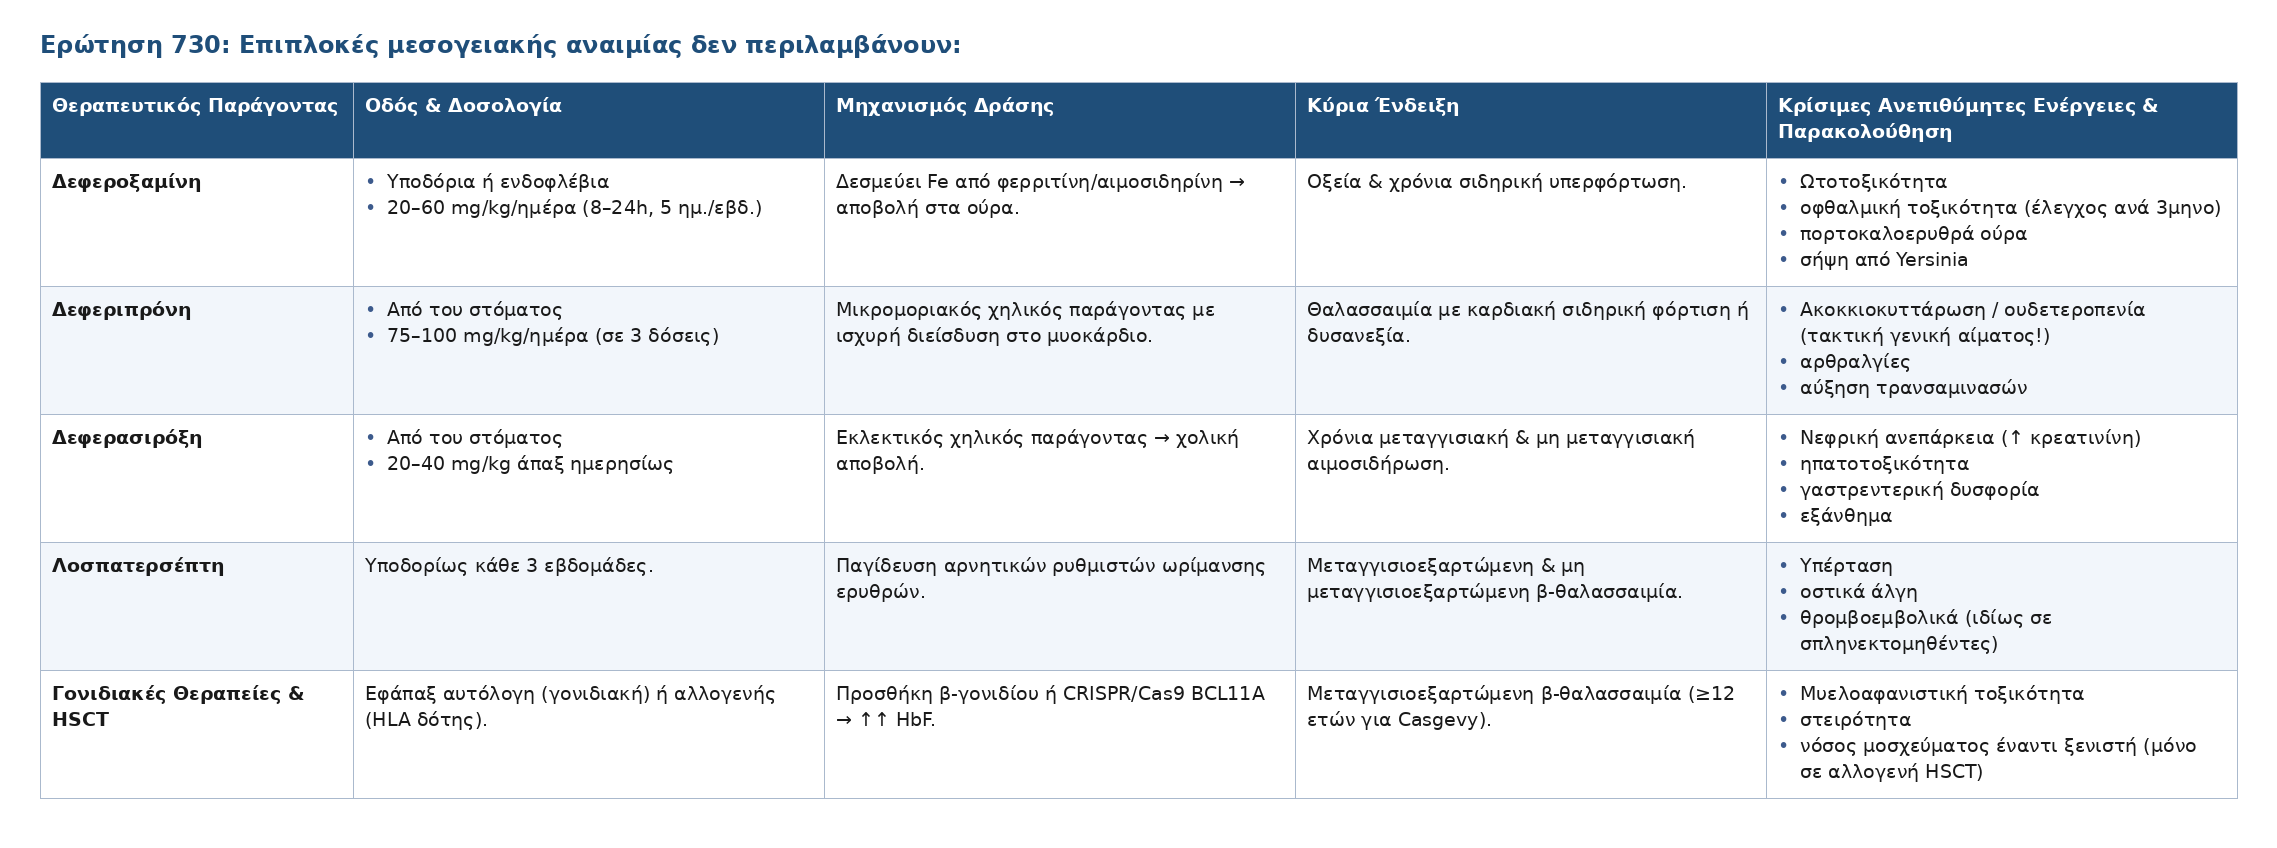 Ερώτηση 730: Επιπλοκές μεσογειακής αναιμίας δεν περιλαμβάνουν:
Θεραπευτικός Παράγοντας
Οδός & Δοσολογία
Μηχανισμός Δράσης
Κύρια Ένδειξη
Κρίσιμες Ανεπιθύμητες Ενέργειες &
Παρακολούθηση
Δεφεροξαμίνη
• Υποδόρια ή ενδοφλέβια
• 20–60 mg/kg/ημέρα (8–24h, 5 ημ./εβδ.)
Δεσμεύει Fe από φερριτίνη/αιμοσιδηρίνη →
αποβολή στα ούρα.
Οξεία & χρόνια σιδηρική υπερφόρτωση.
• Ωτοτοξικότητα
• οφθαλμική τοξικότητα (έλεγχος ανά 3μηνο)
• πορτοκαλοερυθρά ούρα
• σήψη από Yersinia
Δεφεριπρόνη
• Από του στόματος
• 75–100 mg/kg/ημέρα (σε 3 δόσεις)
Μικρομοριακός χηλικός παράγοντας με
ισχυρή διείσδυση στο μυοκάρδιο.
Θαλασσαιμία με καρδιακή σιδηρική φόρτιση ή
δυσανεξία.
• Ακοκκιοκυττάρωση / ουδετεροπενία
(τακτική γενική αίματος!)
• αρθραλγίες
• αύξηση τρανσαμινασών
Δεφερασιρόξη
• Από του στόματος
• 20–40 mg/kg άπαξ ημερησίως
Εκλεκτικός χηλικός παράγοντας → χολική
αποβολή.
Χρόνια μεταγγισιακή & μη μεταγγισιακή
αιμοσιδήρωση.
• Νεφρική ανεπάρκεια (↑ κρεατινίνη)
• ηπατοτοξικότητα
• γαστρεντερική δυσφορία
• εξάνθημα
Λοσπατερσέπτη
Υποδορίως κάθε 3 εβδομάδες.
Παγίδευση αρνητικών ρυθμιστών ωρίμανσης
ερυθρών.
Μεταγγισιοεξαρτώμενη & μη
μεταγγισιοεξαρτώμενη β-θαλασσαιμία.
• Υπέρταση
• οστικά άλγη
• θρομβοεμβολικά (ιδίως σε
σπληνεκτομηθέντες)
Γονιδιακές Θεραπείες &
HSCT
Εφάπαξ αυτόλογη (γονιδιακή) ή αλλογενής
(HLA δότης).
Προσθήκη β-γονιδίου ή CRISPR/Cas9 BCL11A
→ ↑↑ HbF.
Μεταγγισιοεξαρτώμενη β-θαλασσαιμία (≥12
ετών για Casgevy).
• Μυελοαφανιστική τοξικότητα
• στειρότητα
• νόσος μοσχεύματος έναντι ξενιστή (μόνο
σε αλλογενή HSCT)